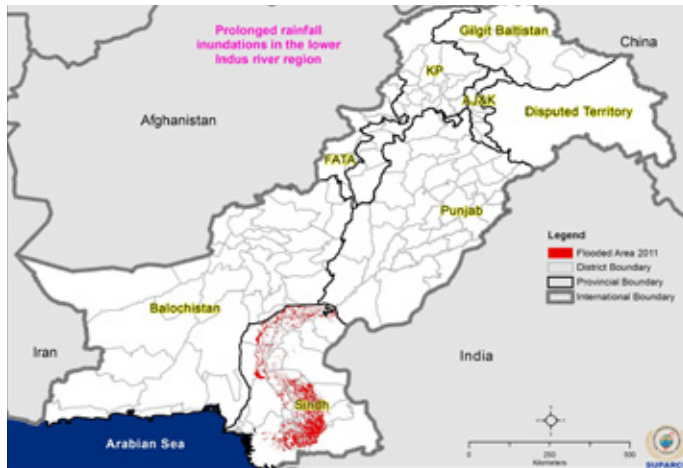 Prolonged rainfall
inundations in the lower
Indus river region
Gilgit Baltistan
China
KP
AJ&K
Disputed Territory
Afghanistan
FATA
Punjab
Legend
Flooded Area 2011
District Boundary
Provincial Boundary
International Boundary
Balochistan
Iran
India
Sindh
Arabian Sea
0 250 500
Kilometers
SUPARCO